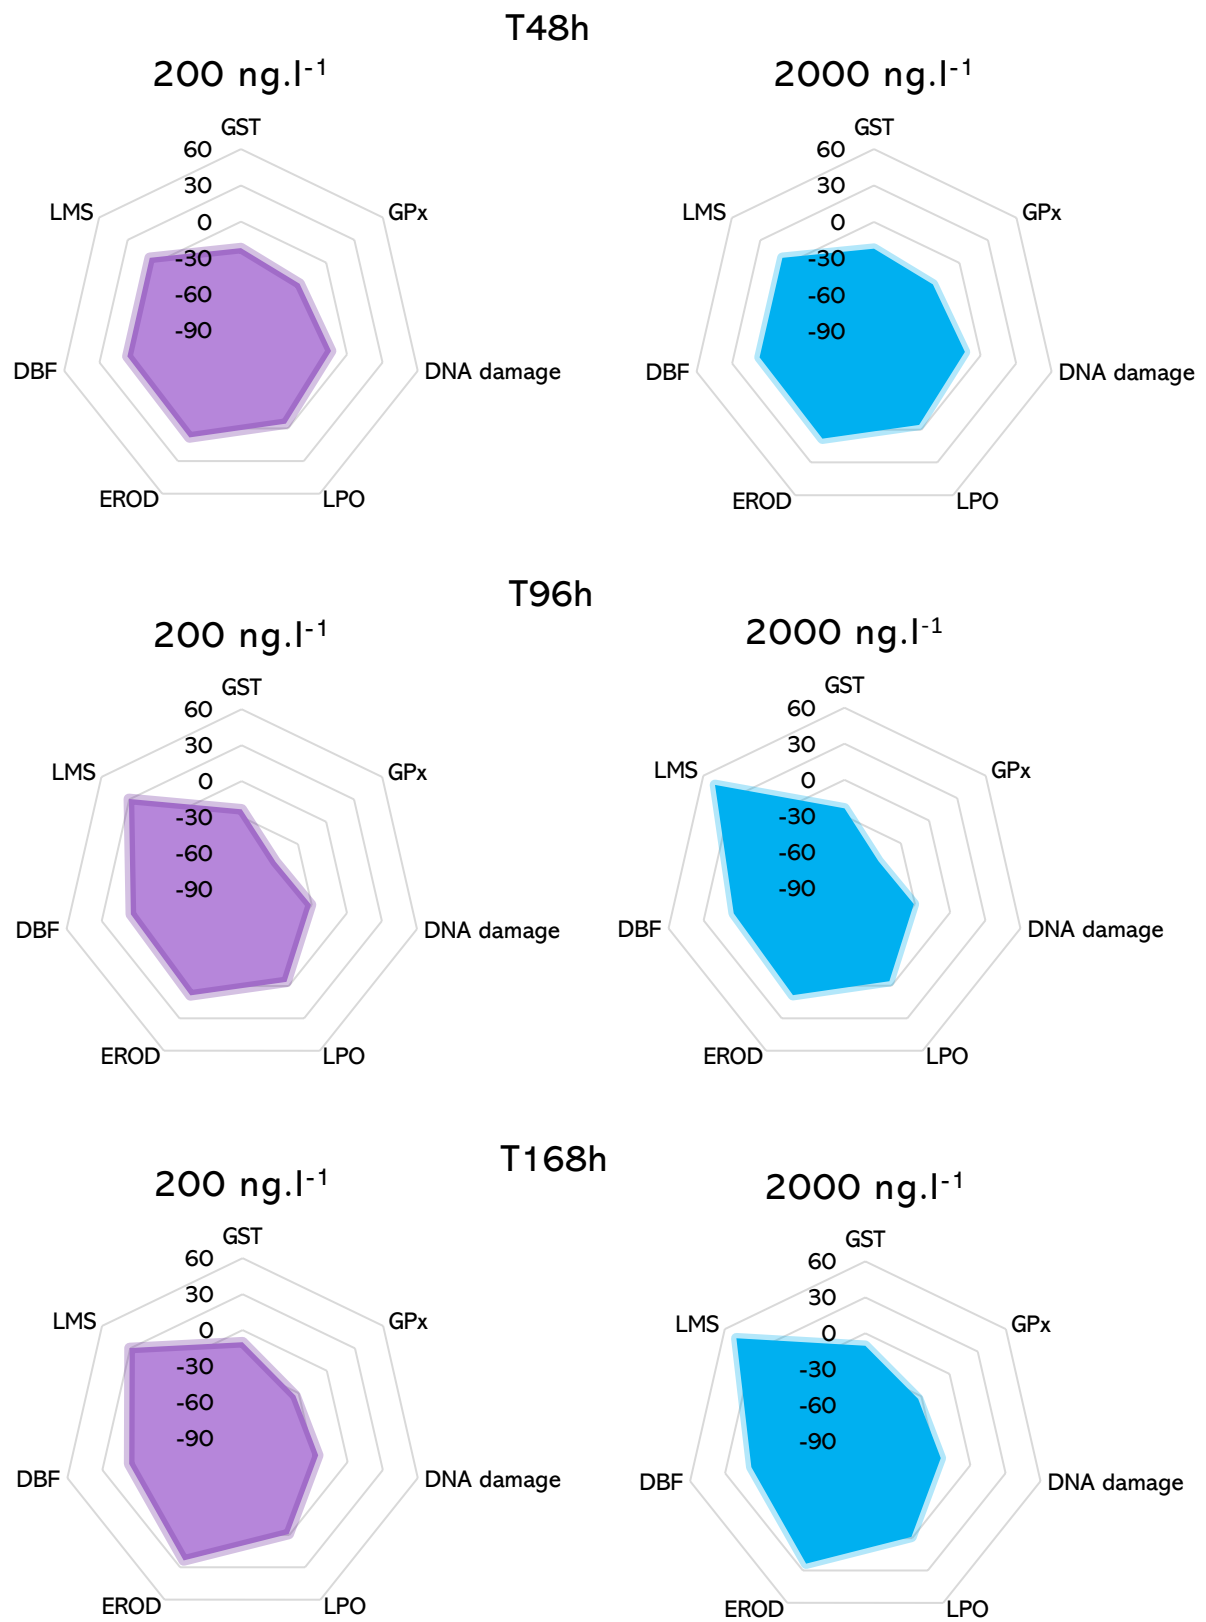 T48h
200 ng.l-1
2000 ng.l-1
GST
60
30
0
-30
-60
-90
LMS
GPx
DBF
DNA damage
EROD
LPO
GST
60
30
0
-30
-60
-90
LMS
GPx
DBF
DNA damage
EROD
LPO
T96h
200 ng.l-1
2000 ng.l-1
GST
60
30
0
-30
-60
-90
LMS
GPx
DBF
DNA damage
EROD
LPO
GST
60
30
0
-30
-60
-90
LMS
GPx
DBF
DNA damage
EROD
LPO
T168h
200 ng.l-1
2000 ng.l-1
GST
60
30
0
-30
-60
-90
LMS
GPx
DBF
DNA damage
EROD
LPO
GST
60
30
0
-30
-60
-90
LMS
GPx
DBF
DNA damage
EROD
LPO